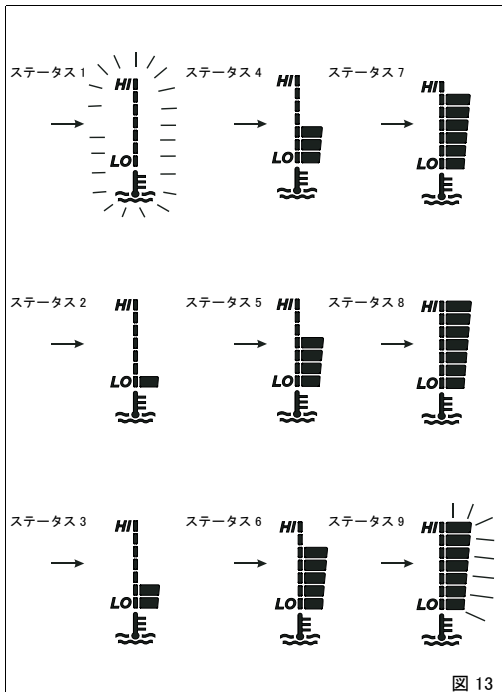 ステータス 1
HI
LO
ステータス 4
HI
LO
ステータス 7
HI
LO
ステータス 2
HI
LO
ステータス 5
HI
LO
ステータス 8
HI
LO
ステータス 3
HI
LO
ステータス 6
HI
LO
ステータス 9
HI
LO
図 13